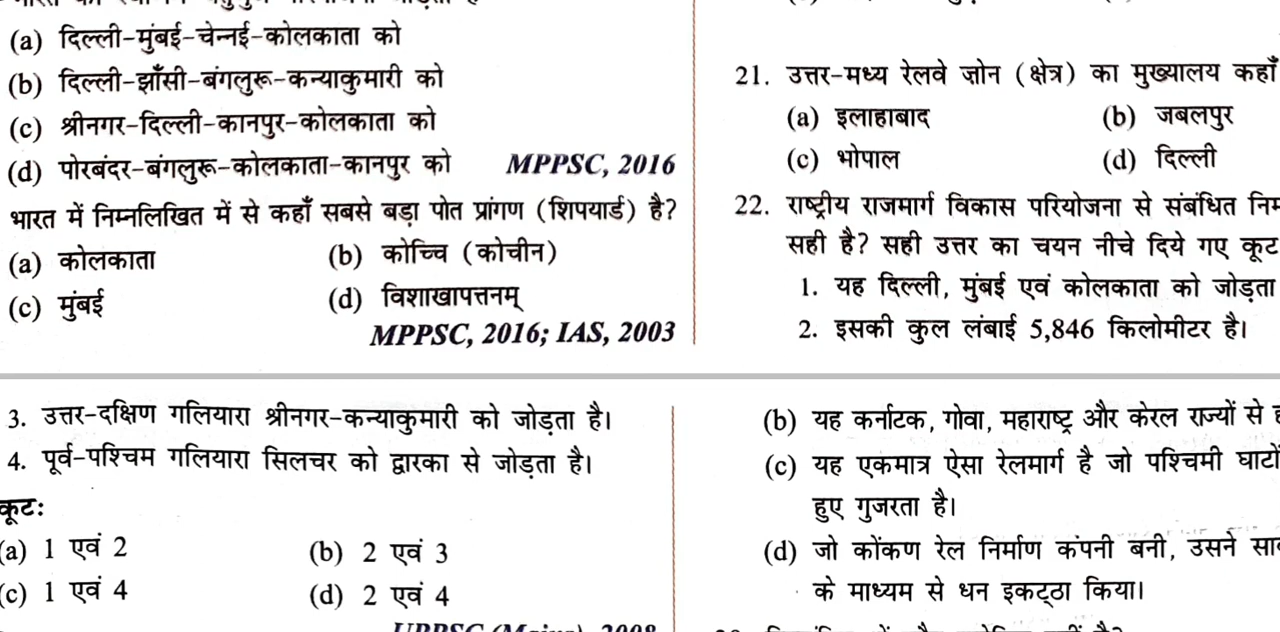 (a) दिल्ली-मुंबई-चेन्नई-कोलकाता को
(b) दिल्ली-झाँसी-बंगलुरू-कन्याकुमारी को
(c) श्रीनगर-दिल्ली-कानपुर-कोलकाता को
(d) पोरबंदर-बंगलुरू-कोलकाता-कानपुर को MPPSC, 2016
भारत में निम्नलिखित में से कहाँ सबसे बड़ा पोत प्रांगण (शिपयार्ड) है?
(a) कोलकाता (b) कोच्चि (कोचीन)
(c) मुंबई (d) विशाखापत्तनम्
MPPSC, 2016; IAS, 2003
21. उत्तर-मध्य रेलवे ज़ोन (क्षेत्र) का मुख्यालय कहाँ
(a) इलाहाबाद (b) जबलपुर
(c) भोपाल (d) दिल्ली
22. राष्ट्रीय राजमार्ग विकास परियोजना से संबंधित
सही है? सही उत्तर का चयन नीचे दिये गए कूट
1. यह दिल्ली, मुंबई एवं कोलकाता को जोड़ता
2. इसकी कुल लंबाई 5,846 किलोमीटर है।
3. उत्तर-दक्षिण गलियारा श्रीनगर-कन्याकुमारी को जोड़ता है।
4. पूर्व-पश्चिम गलियारा सिलचर को द्वारका से जोड़ता है।
कूटः
(a) 1 एवं 2 (b) 2 एवं 3
(c) 1 एवं 4 (d) 2 एवं 4
(b) यह कर्नाटक, गोवा, महाराष्ट्र और केरल राज्यों से
(c) यह एकमात्र ऐसा रेलमार्ग है जो पश्चिमी घाटों
हुए गुजरता है।
(d) जो कोंकण रेल निर्माण कंपनी बनी, उसने
के माध्यम से धन इकट्ठा किया।